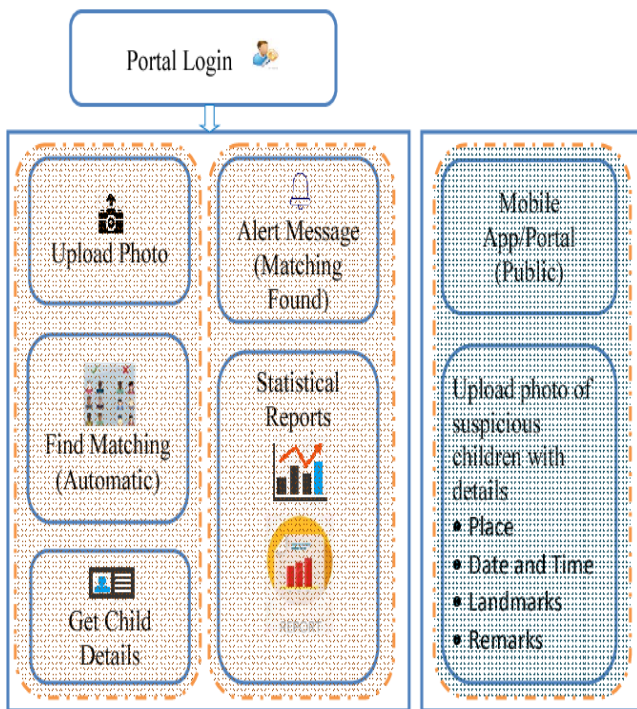 Portal Login
Upload Photo
Find Matching
(Automatic)
Get Child
Details
Alert Message
(Matching
Found)
Statistical
Reports
REPORT
Mobile
App/Portal
(Public)
Upload photo of
suspicious
children with
details
• Place
• Date and Time
• Landmarks
• Remarks